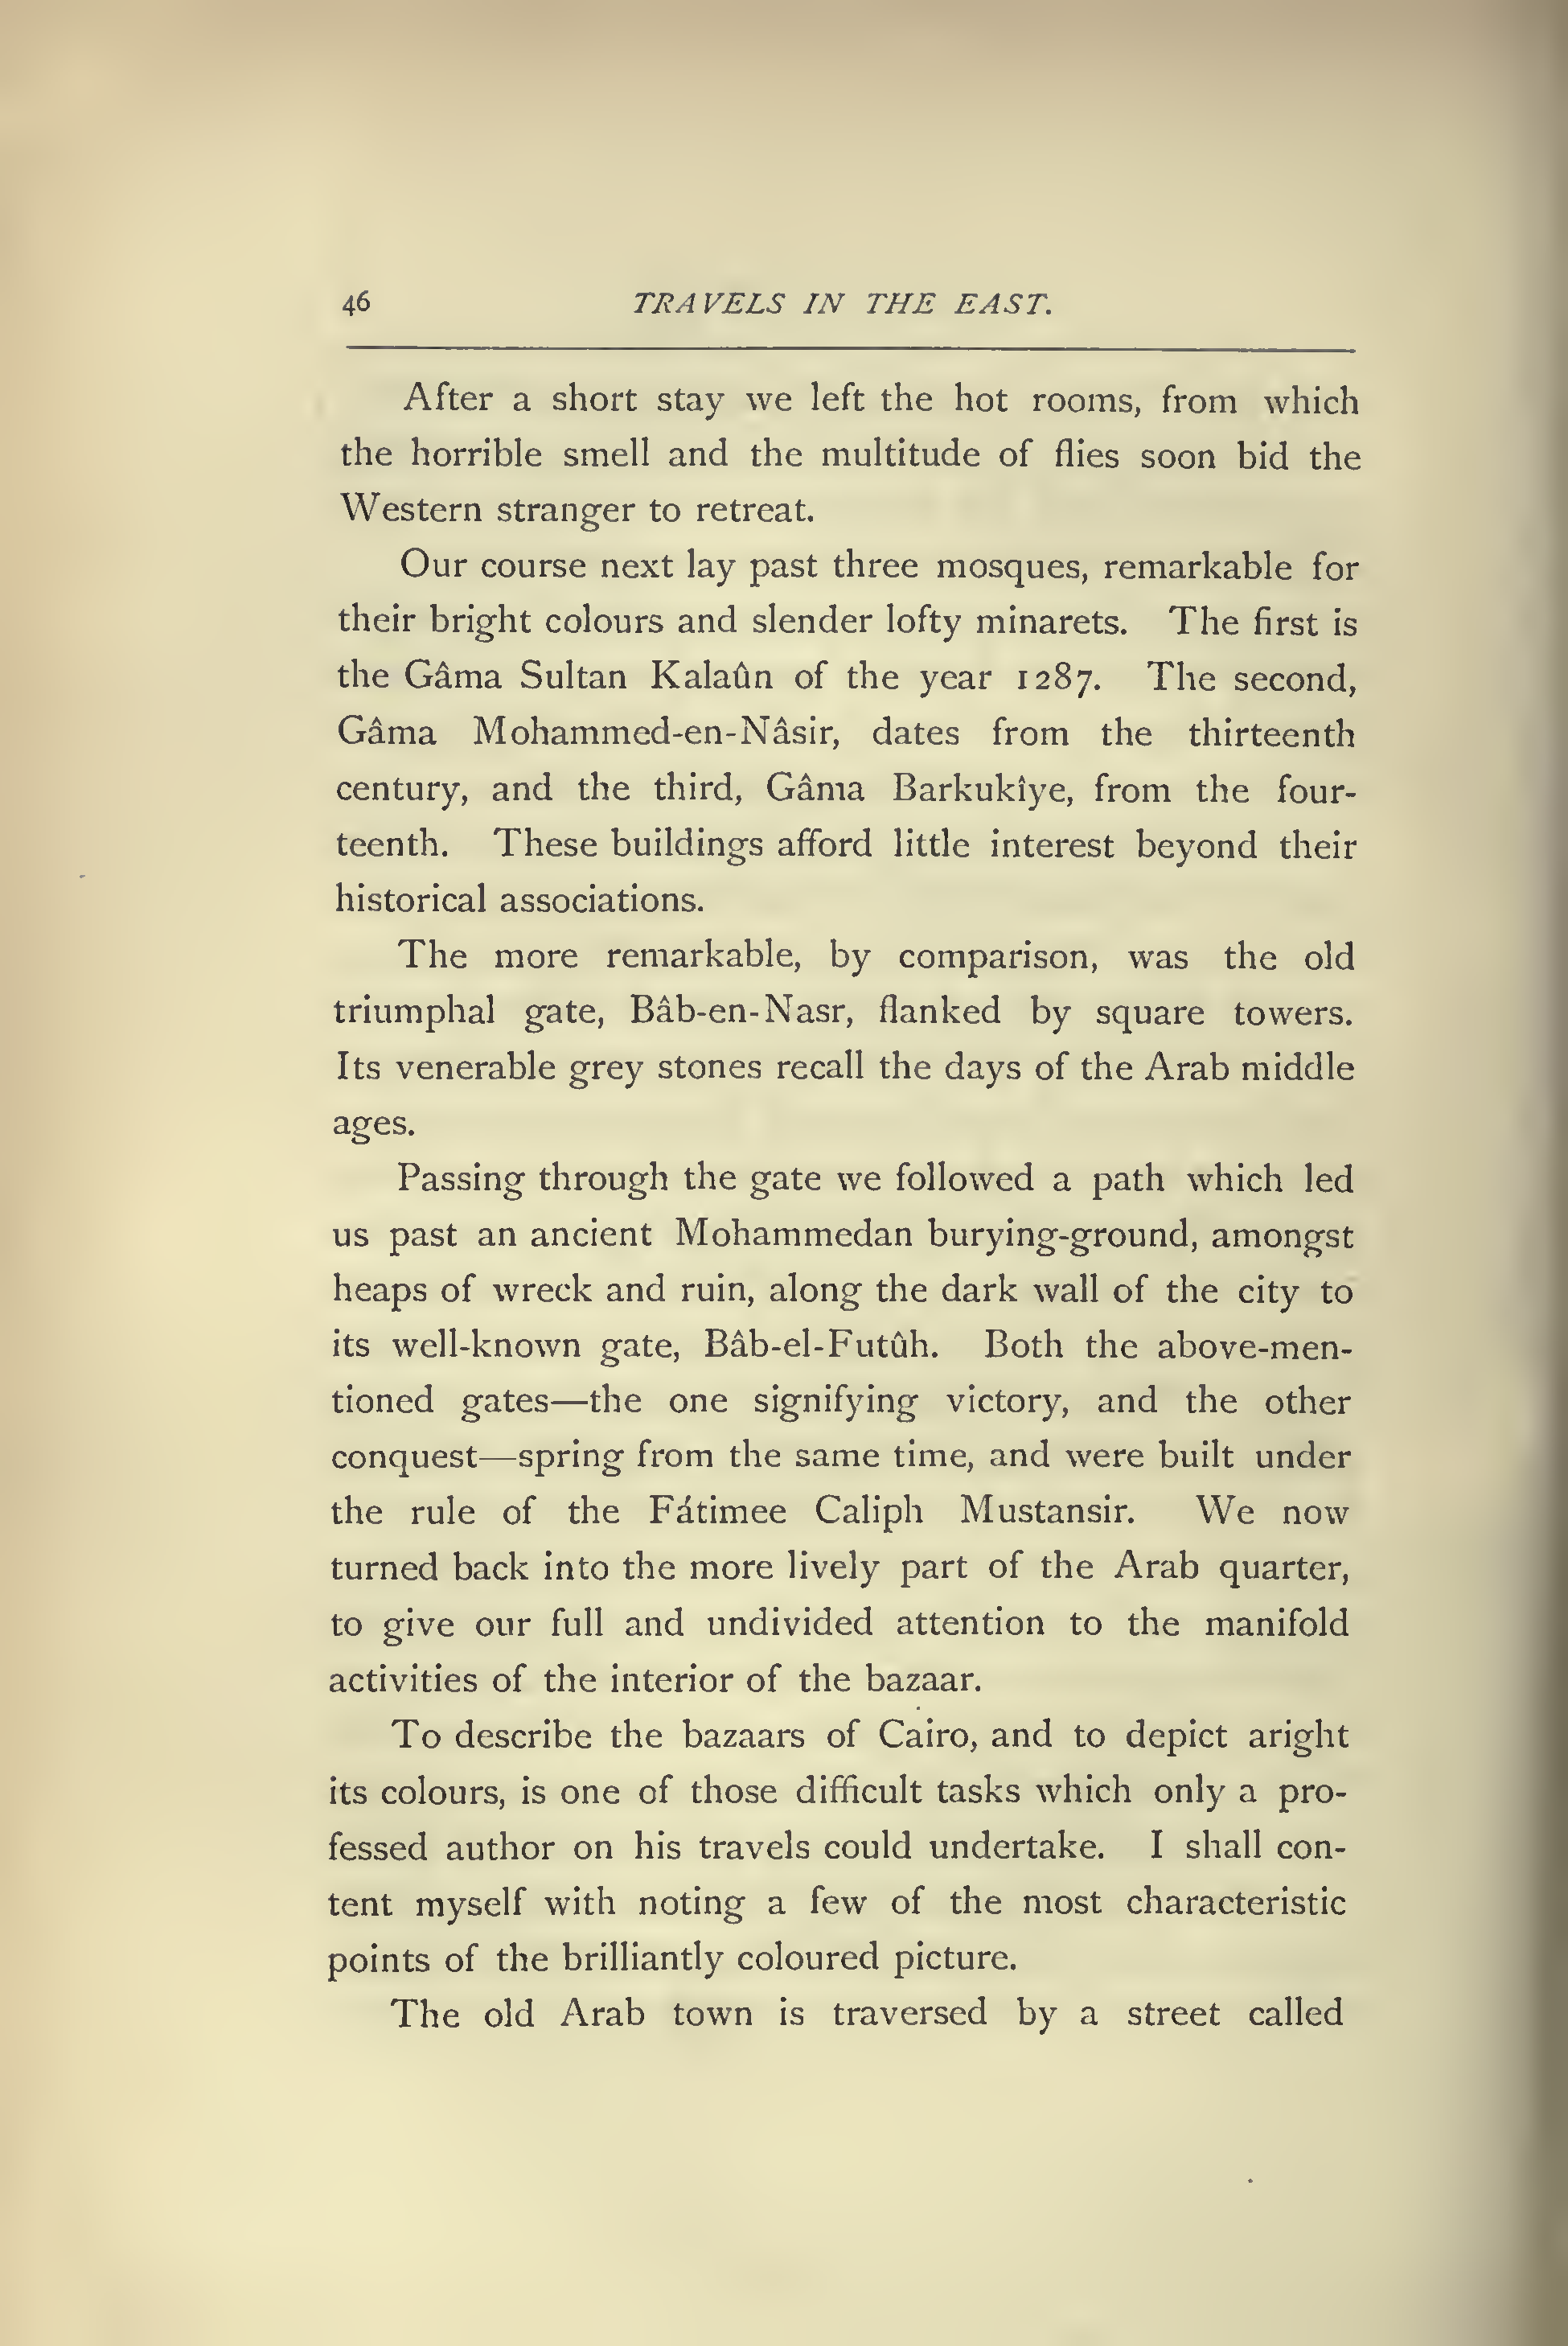 46
TRAVELS IN THE EAST.
After a short stay we left the hot rooms, from which
the horrible smell and the multitude of flies soon bid the
Western stranger to retreat.
Our course next lay past three mosques, remarkable for
their bright colours and slender lofty minarets. The first is
the Gâma Sultan Kalaûn of the year 1287. The second,
Gâma Mohammed-en-Nâsir, dates from the thirteenth
century, and the third, Gâma Barkukîye, from the four-
teenth. These buildings afford little interest beyond their
historical associations.
The more remarkable, by comparison, was the old
triumphal gate, Bâb-en-Nasr, flanked by square towers.
Its venerable grey stones recall the days of the Arab middle
ages.
Passing through the gate we followed a path which led
us past an ancient Mohammedan burying-ground, amongst
heaps of wreck and ruin, along the dark wall of the city to
its well-known gate, Bâb-el-Futûh. Both the above-men-
tioned gates—the one signifying victory, and the other
conquest—spring from the same time, and were built under
the rule of the Fátimee Caliph Mustansir. We now
turned back into the more lively part of the Arab quarter,
to give our full and undivided attention to the manifold
activities of the interior of the bazaar.
To describe the bazaars of Cairo, and to depict aright
its colours, is one of those difficult tasks which only a pro-
fessed author on his travels could undertake. I shall con-
tent myself with noting a few of the most characteristic
points of the brilliantly coloured picture.
The old Arab town is traversed by a street called